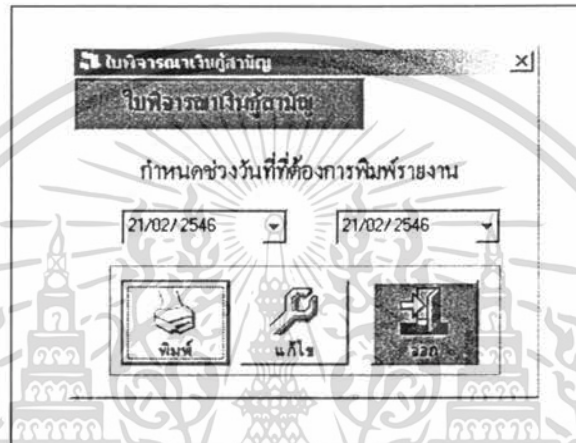 ใบพิจารณาเงินกู้สามัญ
ใบพิจารณาเงินกู้สามัญ
กำหนดช่วงวันที่ที่ต้องการพิมพ์รายงาน
21/02/2546 21/02/2546
พิมพ์ แก้ไข ออก